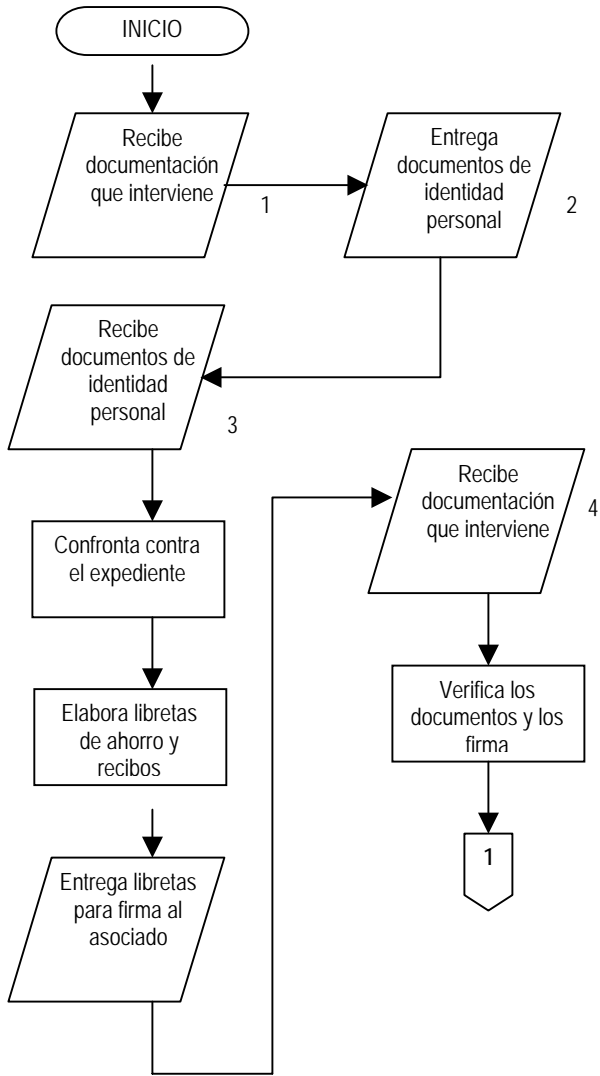 INICIO
Recibe
documentación
que interviene
1
Entrega
documentos de
identidad
personal
2
Recibe
documentos de
identidad
personal
3
Confronta contra
el expediente
Elabora libretas
de ahorro y
recibos
Entrega libretas
para firma al
asociado
Recibe
documentación
que interviene
4
Verifica los
documentos y los
firma
1